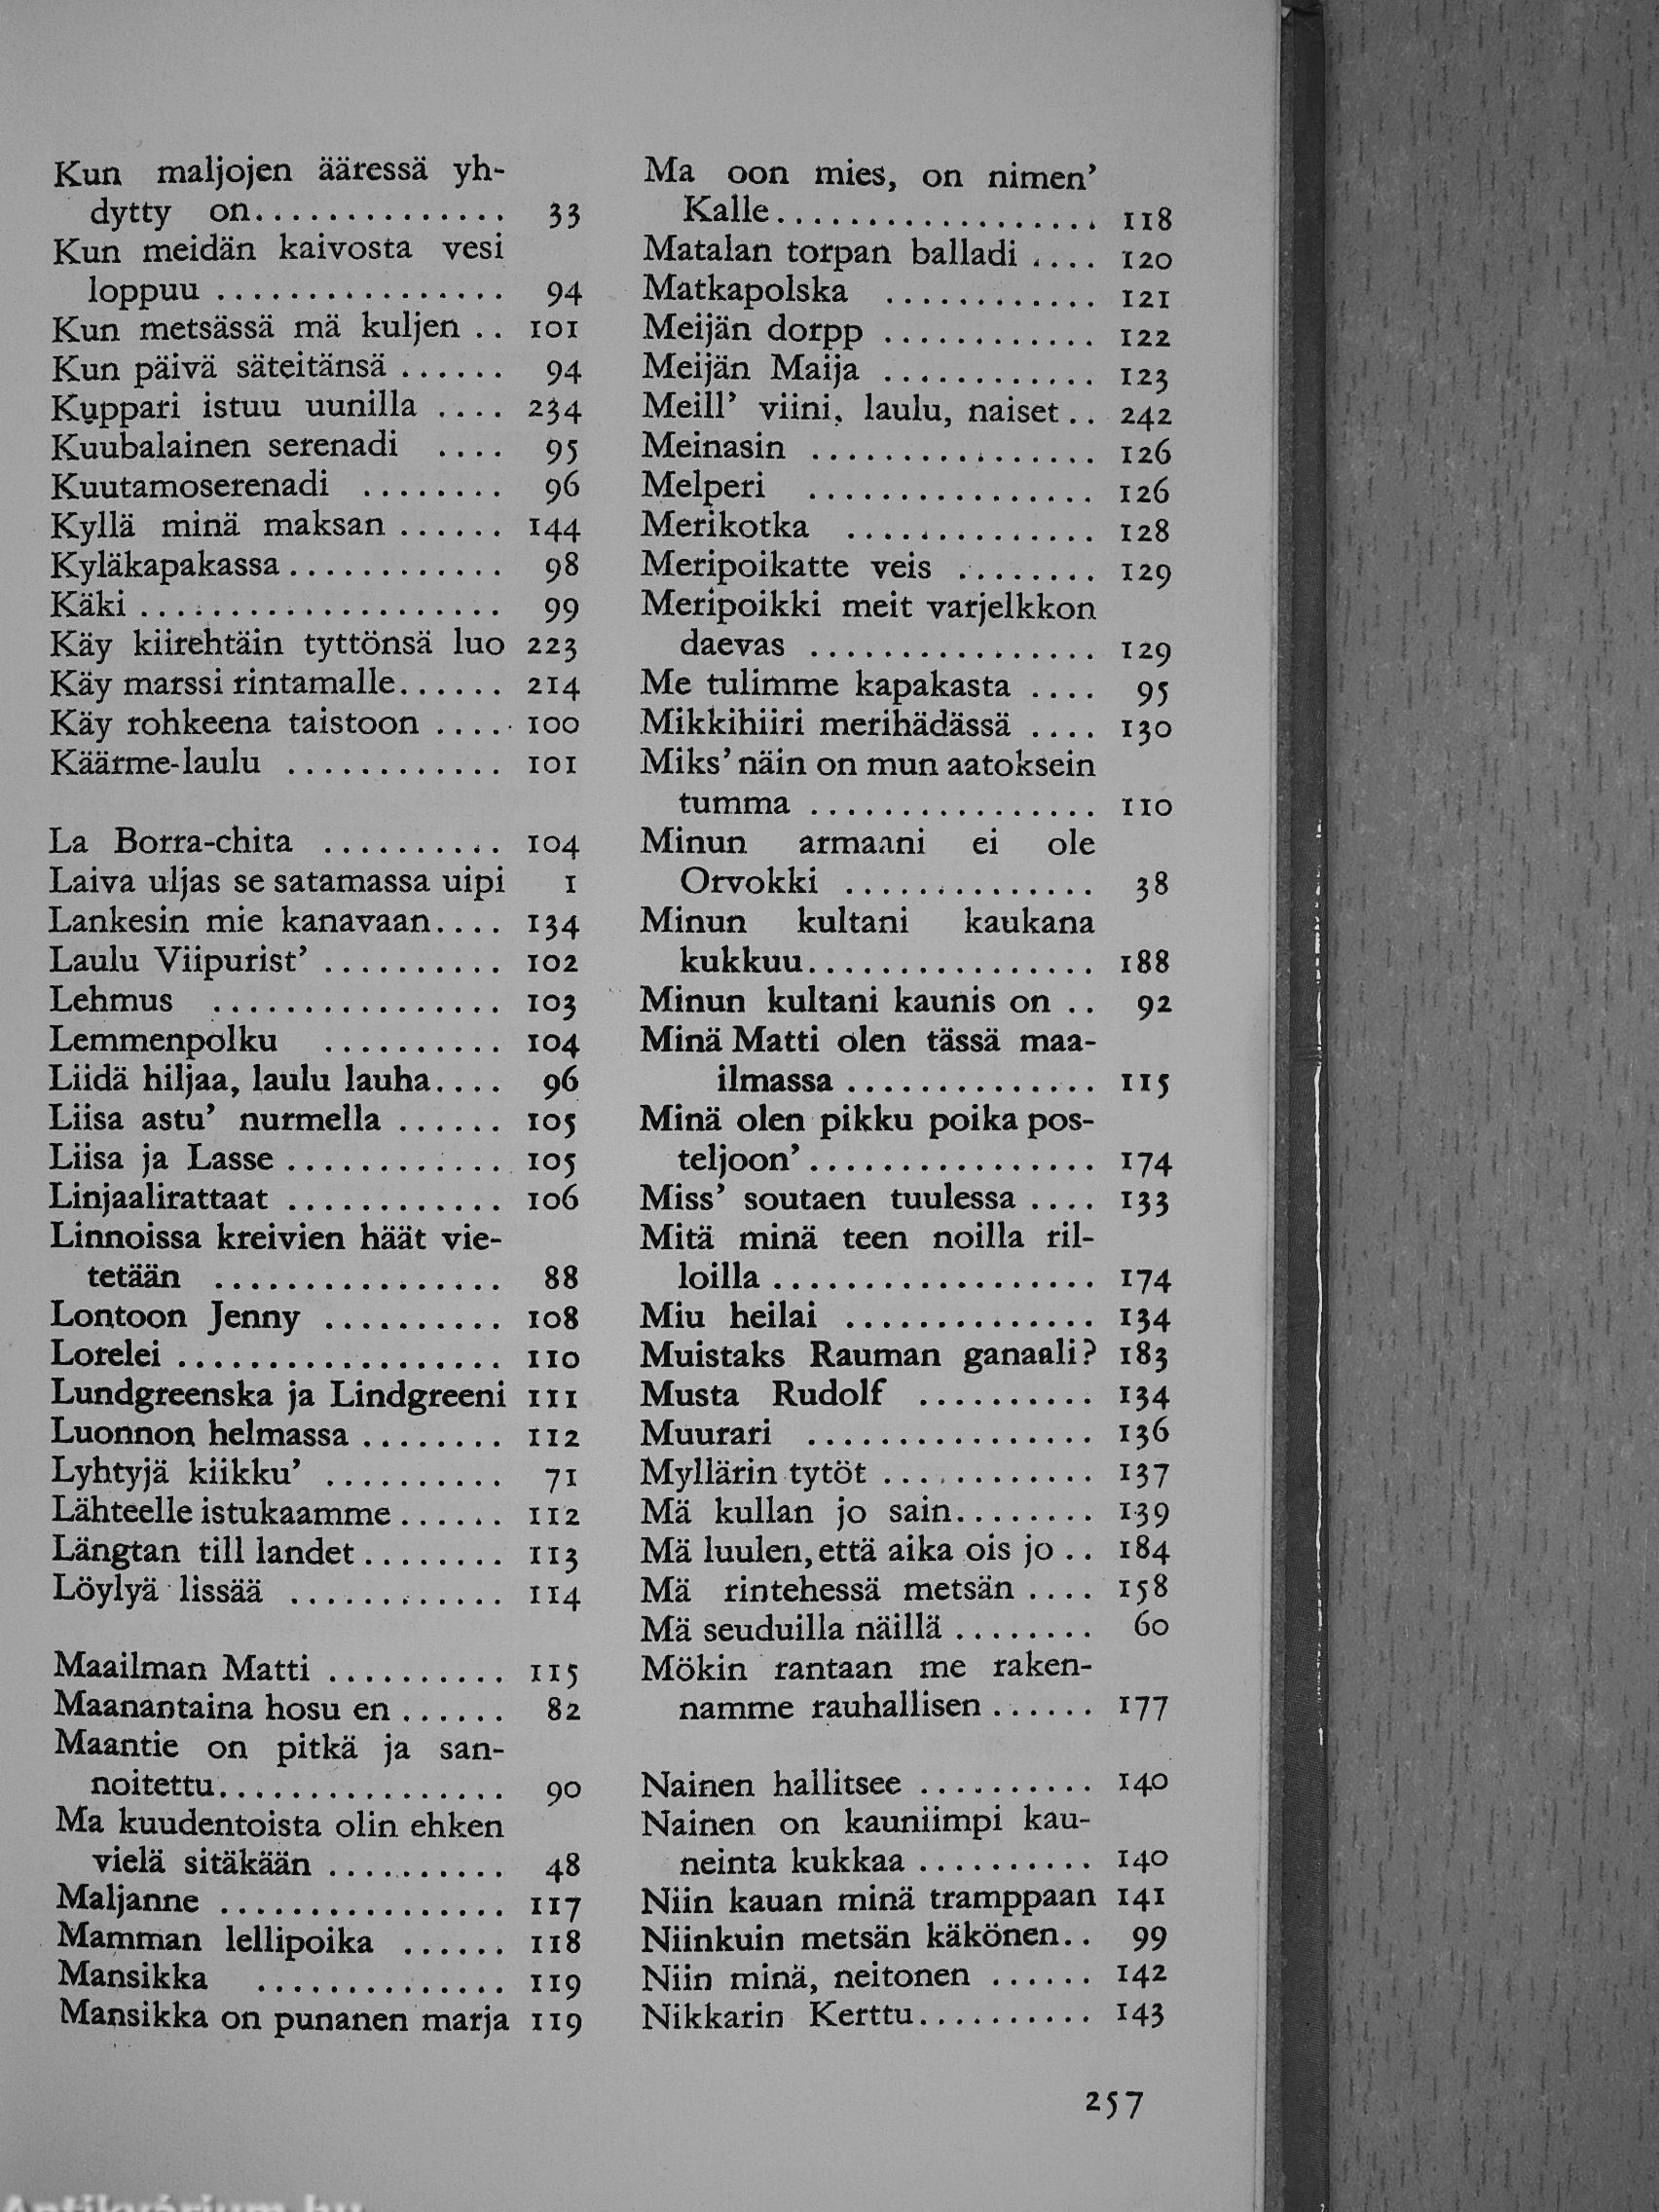 Kun maljojen ääressä yh-
dytty on.............. 33
Kun meidän kaivosta vesi
loppuu ................ 94
Kun metsässä mä kuljen .. 101
Kun päivä säteitänsä ...... 94
Kuppari istuu uunilla .... 234
Kuubalainen serenadi .... 95
Kuutamoserenadi ........ 96
Kyllä minä maksan ...... 144
Kyläkapakassa............ 98
Käki .................... 99
Käy kiirehtäin tyttönsä luo 223
Käy marssi rintamalle...... 214
Käy rohkeena taistoon ..... 100
Käärme-laulu ............ 101
La Borra-chita .......... 104
Laiva uljas se satamassa uipi 1
Lankesin mie kanavaan.... 134
Laulu Viipurist' .......... 102
Lehmus ................ 103
Lemmenpolku .......... 104
Liidä hiljaa, laulu lauha.... 96
Liisa astu' nurmella ...... 105
Liisa ja Lasse ............ 105
Linjaalirattaat ............ 106
Linnoissa kreivien häät vie-
tetään ................ 88
Lontoon Jenny .......... 108
Lorelei .................. 110
Lundgreenska ja Lindgreeni 111
Luonnon helmassa ........ 112
Lyhtyjä kiikku' .......... 71
Lähteelle istukaamme ...... 112
Längtan till landet ........ 113
Löylyä lissää ............ 114
Maailman Matti .......... 115
Maanantaina hosu en ...... 82
Maantie on pitkä ja san-
noitettu................ 90
Ma kuudentoista olin ehken
vielä sitäkään .......... 48
Maljanne ................ 117
Mamman lellipoika ...... 118
Mansikka .............. 119
Mansikka on punanen marja 119
Ma oon mies, on nimen'
Kalle.................. 118
Matalan torpan balladi .... 120
Matkapolska ............ 121
Meijän dorpp ............ 122
Meijän Maija ............ 123
Meill' viini, laulu, naiset .. 242
Meinasin ................ 126
Melperi ................ 126
Merikotka .............. 128
Meripoikatte veis ........ 129
Meripoikki meit varjelkkon
daevas ................ 129
Me tulimme kapakasta .... 95
Mikkihiiri merihädässä .... 130
Miks' näin on mun aatoksein
tumma ................ 110
Minun armaani ei ole
Orvokki .............. 38
Minun kultani kaukana
kukkuu................ 188
Minun kultani kaunis on .. 92
Minä Matti olen tässä maa-
ilmassa .............. 115
Minä olen pikku poika pos-
teljoon'................ 174
Miss' soutaen tuulessa .... 133
Mitä minä teen noilla ril-
loilla .................. 174
Miu heilai .............. 134
Muistaks Rauman ganaali? 183
Musta Rudolf .......... 134
Muurari ................ 136
Myllärin tytöt ............ 137
Mä kullan jo sain........ 139
Mä luulen, että aika ois jo .. 184
Mä rintehessä metsän .... 158
Mä seuduilla näillä ........ 60
Mökin rantaan me raken-
namme rauhallisen ...... 177
Nainen hallitsee .......... 140
Nainen on kauniimpi kau-
neinta kukkaa .......... 140
Niin kauan minä tramppaan 141
Niinkuin metsän käkönen.. 99
Niin minä, neitonen ...... 142
Nikkarin Kerttu.......... 143
257